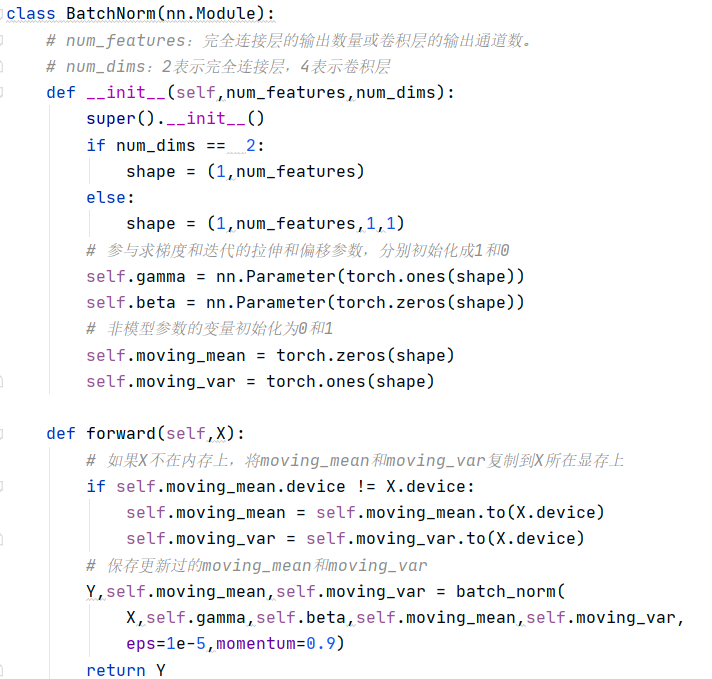 class BatchNorm(nn.Module):
    # num_features：完全连接层的输出数量或卷积层的输出通道数。
    # num_dims：2表示完全连接层，4表示卷积层
    def __init__(self,num_features,num_dims):
        super().__init__()
        if num_dims ==  2:
            shape = (1,num_features)
        else:
            shape = (1,num_features,1,1)
        # 参与求梯度和迭代的拉伸和偏移参数，分别初始化成1和0
        self.gamma = nn.Parameter(torch.ones(shape))
        self.beta = nn.Parameter(torch.zeros(shape))
        # 非模型参数的变量初始化为0和1
        self.moving_mean = torch.zeros(shape)
        self.moving_var = torch.ones(shape)
    def forward(self,X):
        # 如果X不在内存上，将moving_mean和moving_var复制到X所在显存上
        if self.moving_mean.device != X.device:
            self.moving_mean = self.moving_mean.to(X.device)
            self.moving_var = self.moving_var.to(X.device)
        # 保存更新过的moving_mean和moving_var
        Y,self.moving_mean,self.moving_var = batch_norm(
            X,self.gamma,self.beta,self.moving_mean,self.moving_var,
            eps=1e-5,momentum=0.9)
        return Y